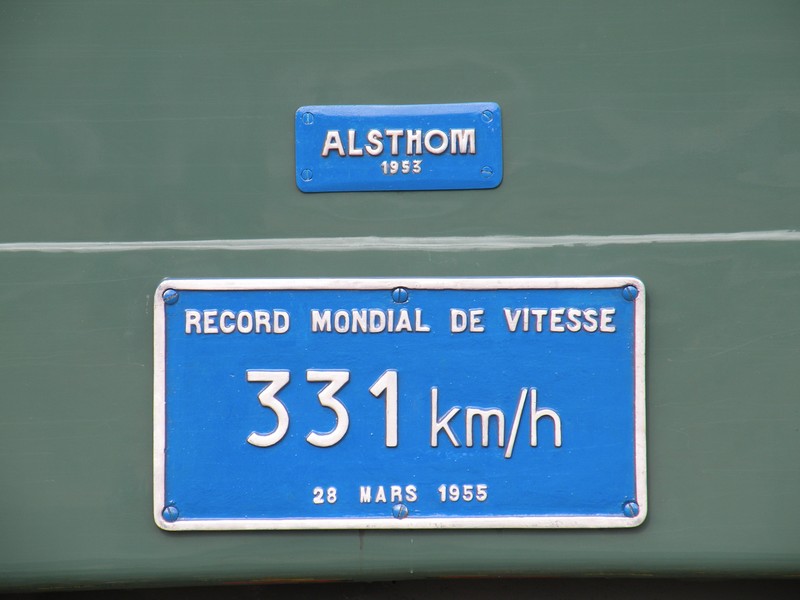 ALSTHOM
1953
RECORD MONDIAL DE VITESSE
331 km/h
28 MARS 1955